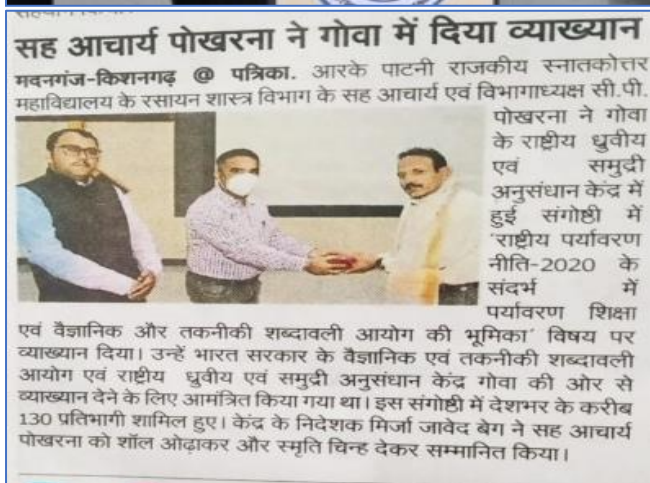 सह आचार्य पोखरना ने गोवा में दिया व्याख्यान
मदनगंज-किशनगढ़ @ पत्रिका. आरके पाटनी राजकीय स्नातकोत्तर
महाविद्यालय के रसायन शास्त्र विभाग के सह आचार्य एवं विभागाध्यक्ष सी.पी.
पोखरना ने गोवा
के राष्ट्रीय ध्रुवीय
एवं समुद्री
अनुसंधान केंद्र में
हुई संगोष्ठी में
'राष्ट्रीय पर्यावरण
नीति-2020 के
संदर्भ में
पर्यावरण शिक्षा
एवं वैज्ञानिक और तकनीकी शब्दावली आयोग की भूमिका' विषय पर
व्याख्यान दिया। उन्हें भारत सरकार के वैज्ञानिक एवं तकनीकी शब्दावली
आयोग एवं राष्ट्रीय ध्रुवीय एवं समुद्री अनुसंधान केंद्र गोवा की ओर से
व्याख्यान देने के लिए आमंत्रित किया गया था। इस संगोष्ठी में देशभर के करीब
130 प्रतिभागी शामिल हुए। केंद्र के निदेशक मिर्जा जावेद बेग ने सह आचार्य
पोखरना को शॉल ओढ़ाकर और स्मृति चिन्ह देकर सम्मानित किया।